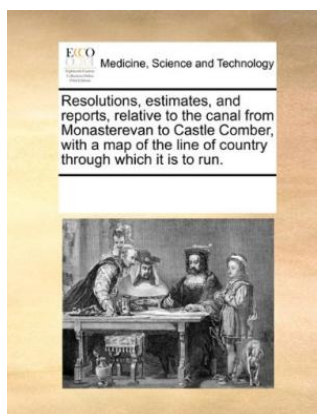 ECCO
Medicine, Science and Technology
Resolutions, estimates, and
reports, relative to the canal from
Monasterevan to Castle Comber,
with a map of the line of country
through which it is to run.